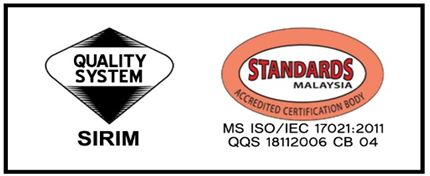 QUALITY
SYSTEM
SIRIM
STANDARDS
MALAYSIA
ACCREDITED CERTIFICATION BODY
MS ISO/IEC 17021:2011
QQS 18112006 CB 04